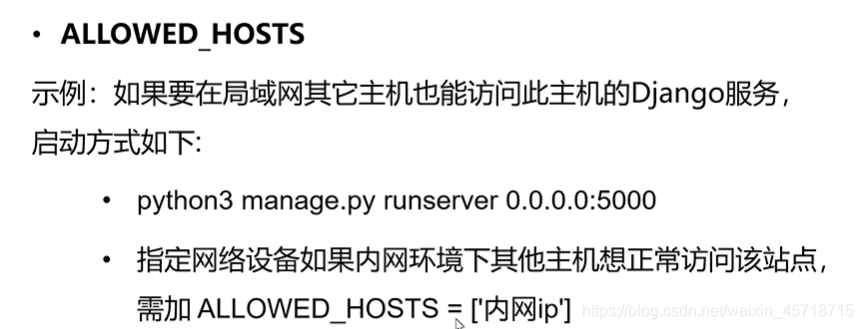 • ALLOWED_HOSTS
示例：如果要在局域网其它主机也能访问此主机的Django服务，
启动方式如下:
• python3 manage.py runserver 0.0.0.0:5000
• 指定网络设备如果内网环境下其他主机想正常访问该站点，
需加 ALLOWED_HOSTS = ['内网ip'] https://blog.csdn.net/weixin_45718715